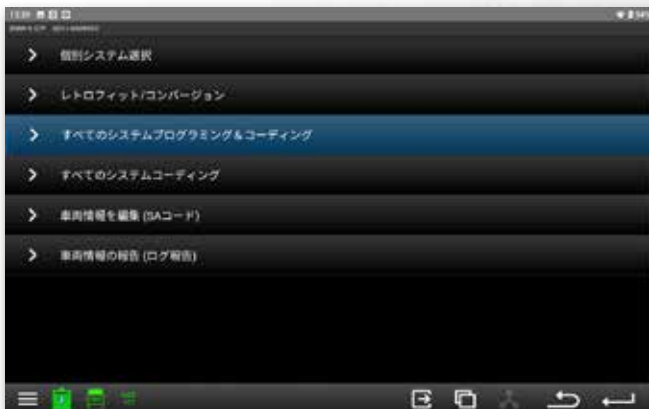 個別システム選択
レトロフィット/コンバージョン
すべてのシステムプログラミング&コーディング
すべてのシステムコーディング
車両情報を編集 (SAコード)
車両情報の報告 (ログ報告)